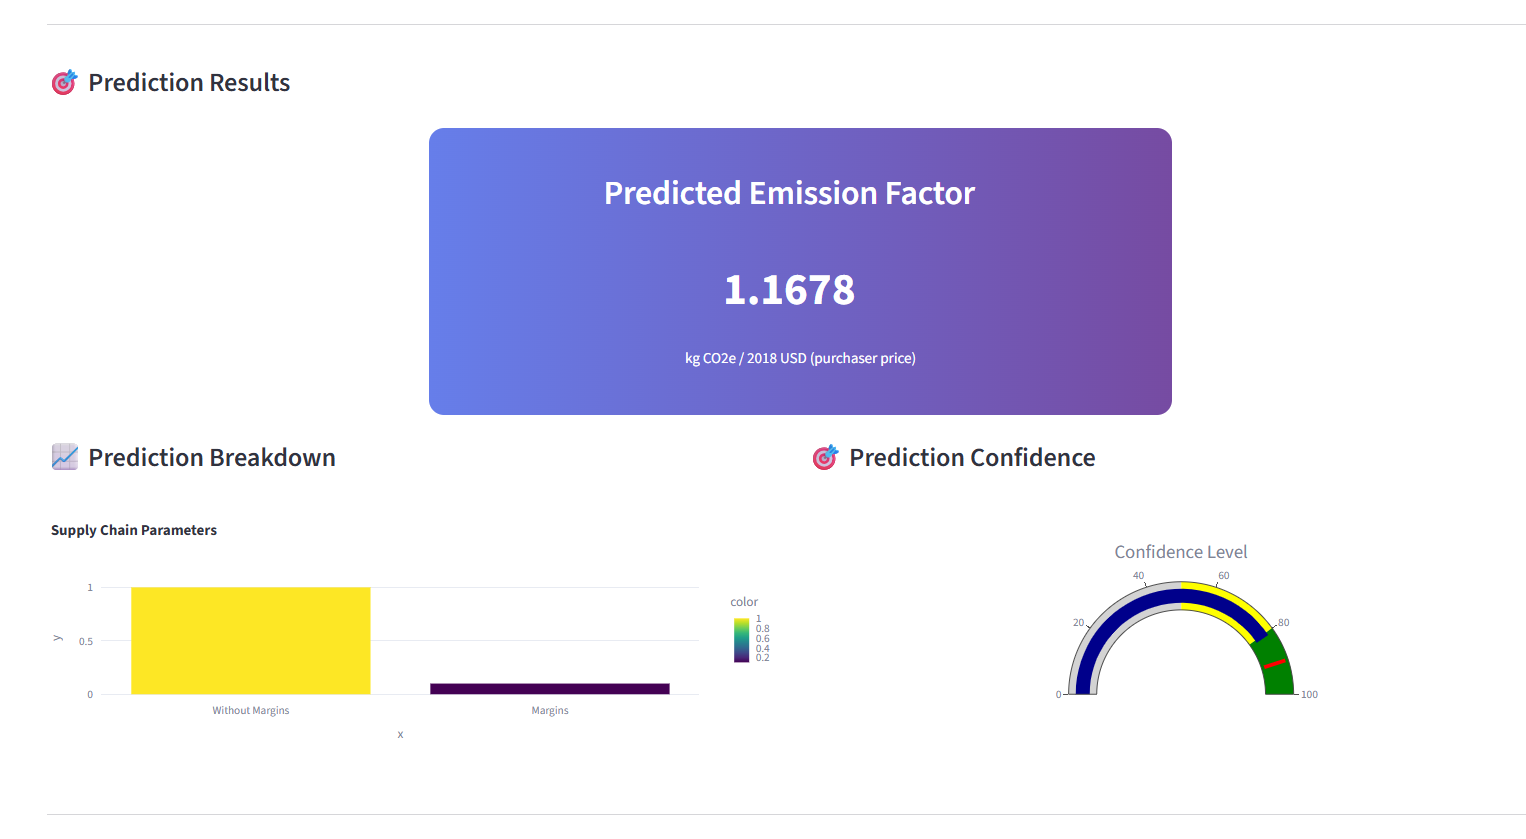 Prediction Results
Predicted Emission Factor
1.1678
kg CO2e / 2018 USD (purchaser price)
Prediction Breakdown
Prediction Confidence
Supply Chain Parameters
1
0.5
0
y
Without Margins
Margins
x
color
1
0.8
0.6
0.4
0.2
Confidence Level
0
20
40
60
80
100